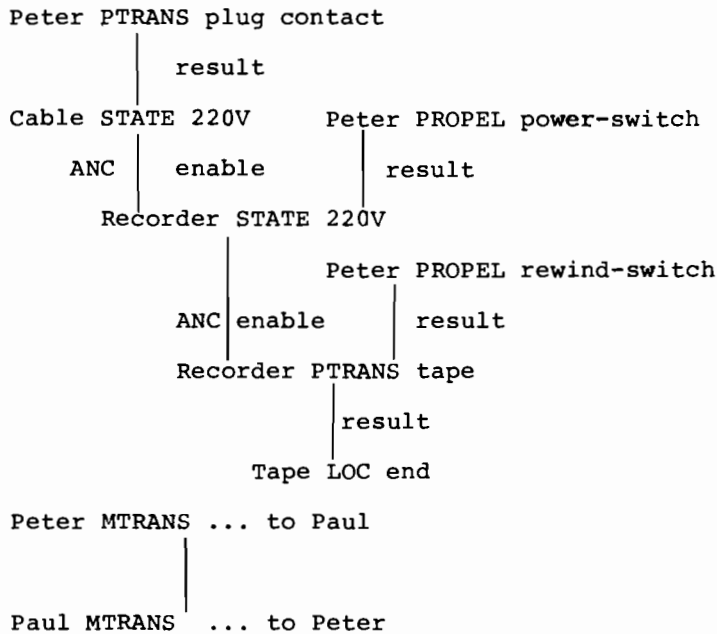 Peter PTRANS plug contact
result
Cable STATE 220V Peter PROPEL power-switch
ANC enable result
Recorder STATE 220V
Peter PROPEL rewind-switch
ANC enable result
Recorder PTRANS tape
result
Tape LOC end
Peter MTRANS ... to Paul
Paul MTRANS ... to Peter